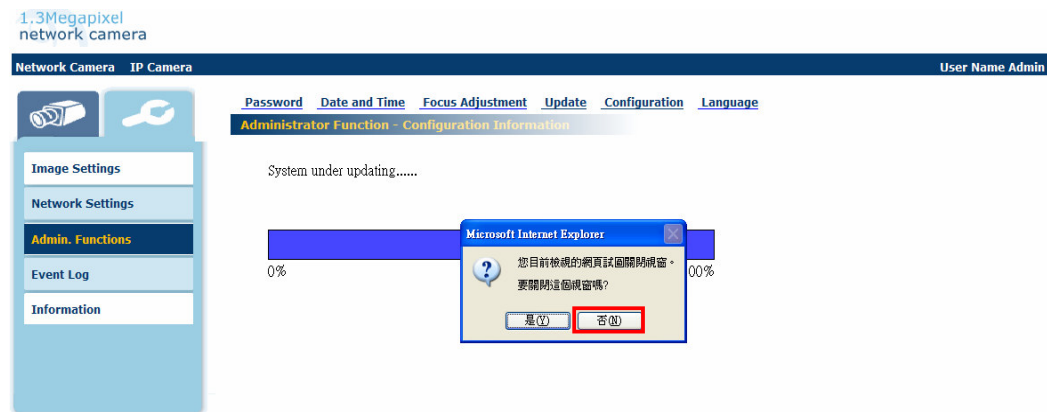 1.3Megapixel
network camera
Network Camera IP Camera
User Name Admin
Password Date and Time Focus Adjustment Update Configuration Language
Administrator Function - Configuration Information
Image Settings
Network Settings
Admin. Functions
Event Log
Information
System under updating......
0%
00%
Microsoft Internet Explorer
您目前檢視的網頁試圖關閉視窗。
要關閉這個視窗嗎?
是(Y)
否(N)